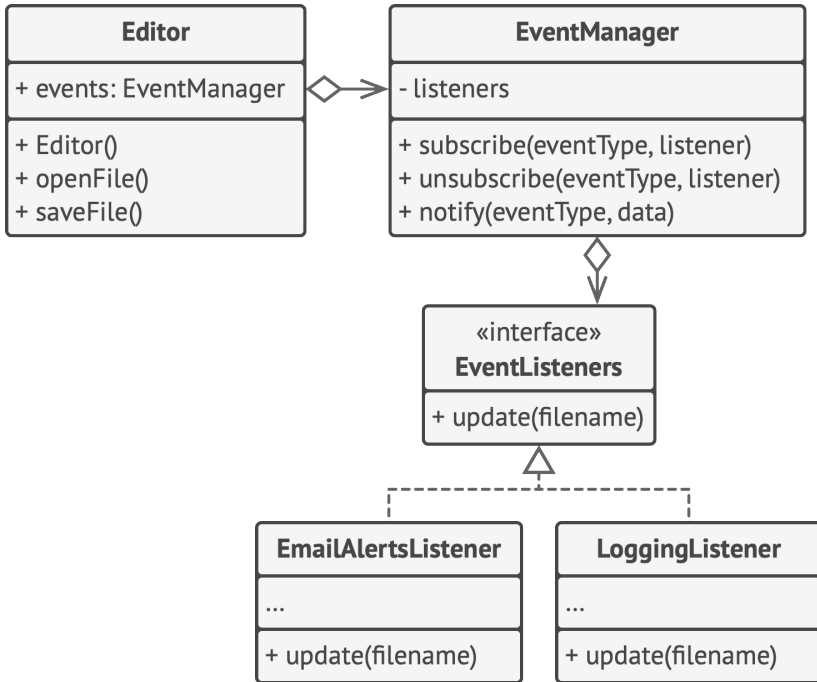 Editor
+ events: EventManager
+ Editor()
+ openFile()
+ saveFile()
EventManager
- listeners
+ subscribe(eventType, listener)
+ unsubscribe(eventType, listener)
+ notify(eventType, data)
«interface»
EventListeners
+ update(filename)
EmailAlertsListener
...
+ update(filename)
LoggingListener
...
+ update(filename)